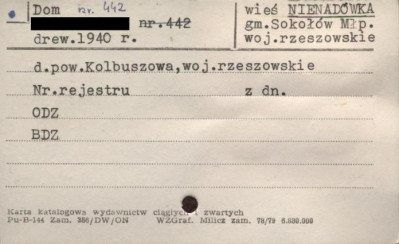 Dom nr. 442
nr.442
drew.1940 r.
wieś NIENADÓWKA
gm.Sokołów Młp.
woj.rzeszowskie
d.pow.Kolbuszowa,woj.rzeszowskie
Nr.rejestru z dn.
ODZ
BDZ
Karta katalogowa wydawnictw ciągłych i zwartych
Pu-B-144 Zam. 386/DW/ON WZGraf. Milicz zam. 78/79 6.000.000